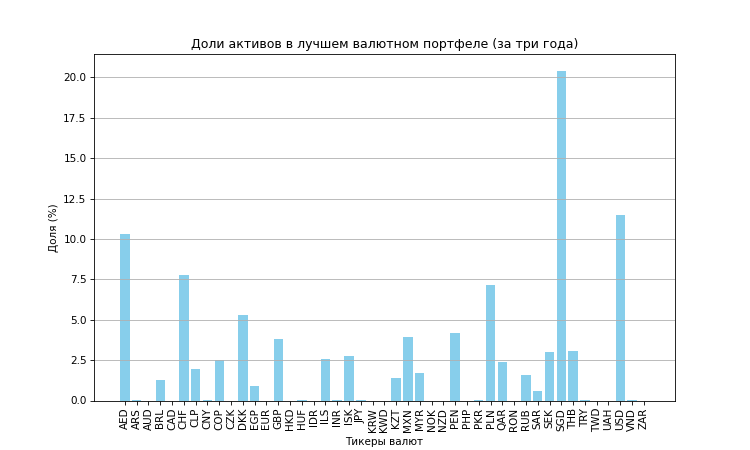 Доли активов в лучшем валютном портфеле (за три года)
Доля (%)
20.0
17.5
15.0
12.5
10.0
7.5
5.0
2.5
0.0
AED
ARS
AUD
BRL
CAD
CHF
CLP
CNY
COP
CZK
DKK
EGP
EUR
GBP
HKD
HUF
IDR
ILS
INR
ISK
JPY
KRW
KWD
KZT
MXN
MYR
NOK
NZD
PEN
PHP
PKR
PLN
QAR
RON
RUB
SAR
SEK
SGD
THB
TRY
TWD
UAH
USD
VND
ZAR
Тикеры валют